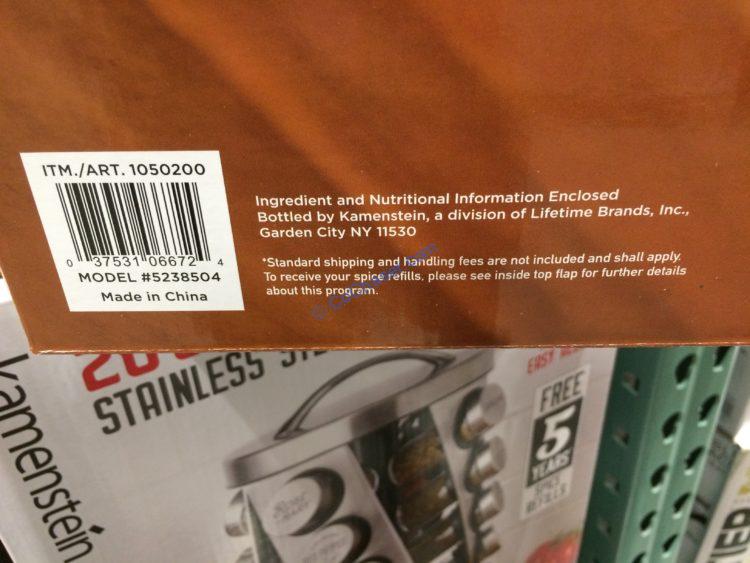 ITM./ART. 1050200
0 37531 06672 4
MODEL #5238504
Made in China
Ingredient and Nutritional Information Enclosed
Bottled by Kamenstein, a division of Lifetime Brands, Inc.,
Garden City NY 11530
*Standard shipping and handling fees are not included and shall apply.
To receive your spice refills, please see inside top flap for further details
about this program.
STAINLESS
kamenstein
EASY
FREE
5
YEARS*
SPICE
REFILLS